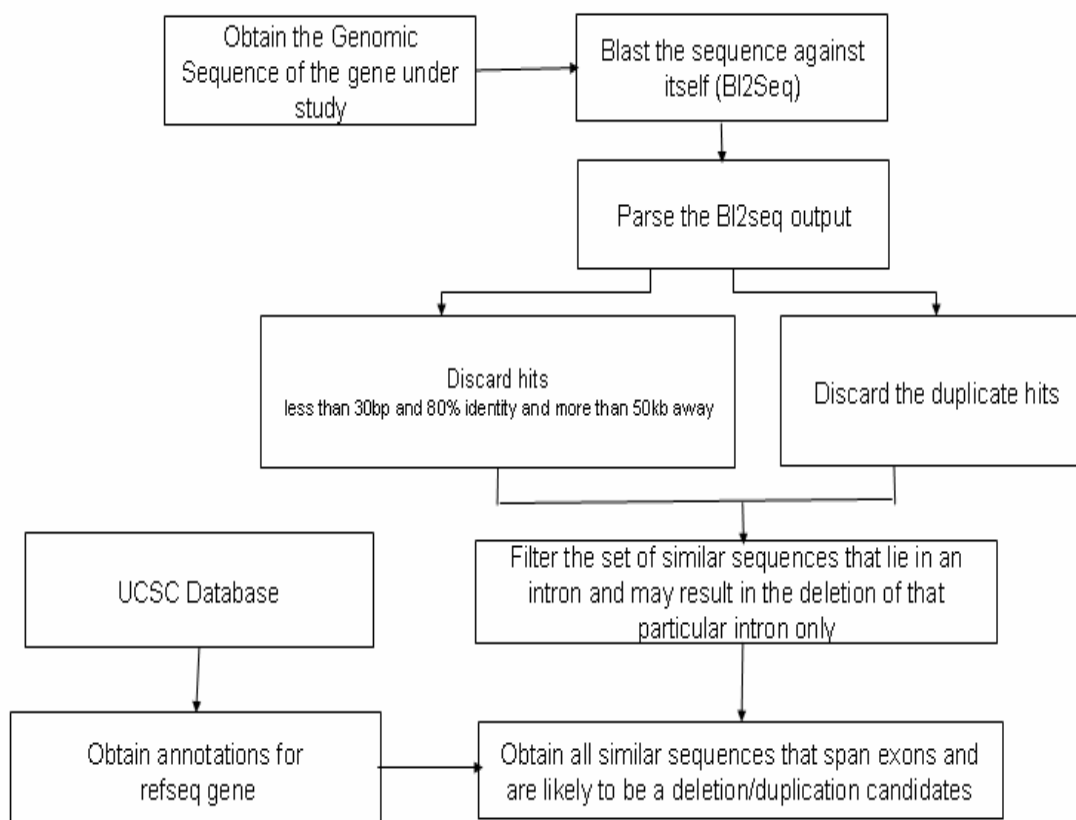 Obtain the Genomic
Sequence of the gene under
study
Blast the sequence against
itself (Bl2Seq)
Parse the Bl2seq output
Discard hits
less than 30bp and 80% identity and more than 50kb away
Discard the duplicate hits
Filter the set of similar sequences that lie in an
intron and may result in the deletion of that
particular intron only
UCSC Database
Obtain annotations for
refseq gene
Obtain all similar sequences that span exons and
are likely to be a deletion/duplication candidates